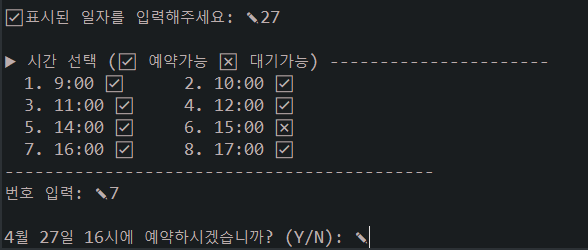 ☑표시된 일자를 입력해주세요: ✎27
▶ 시간 선택 (☑ 예약가능 ☒ 대기가능) ----------------------
1. 9:00 ☑ 2. 10:00 ☑
3. 11:00 ☑ 4. 12:00 ☑
5. 14:00 ☑ 6. 15:00 ☒
7. 16:00 ☑ 8. 17:00 ☑
-------------------------------------------
번호 입력: ✎7
4월 27일 16시에 예약하시겠습니까? (Y/N): ✎